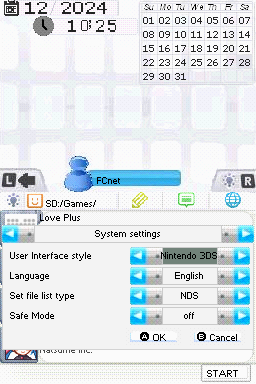 12/2024
10:25
Su Mo Tu We Th Fr Sa
01 02 03 04 05 06 07
08 09 10 11 12 13 14
15 16 17 18 19 20 21
22 23 24 25 26 27 28
29 30 31
L
R
FCnet
SD:/Games/
Love Plus
System settings
User Interface style Nintendo 3DS
Language English
Set file list type NDS
Safe Mode off
A OK B Cancel
Natsume Inc.
START